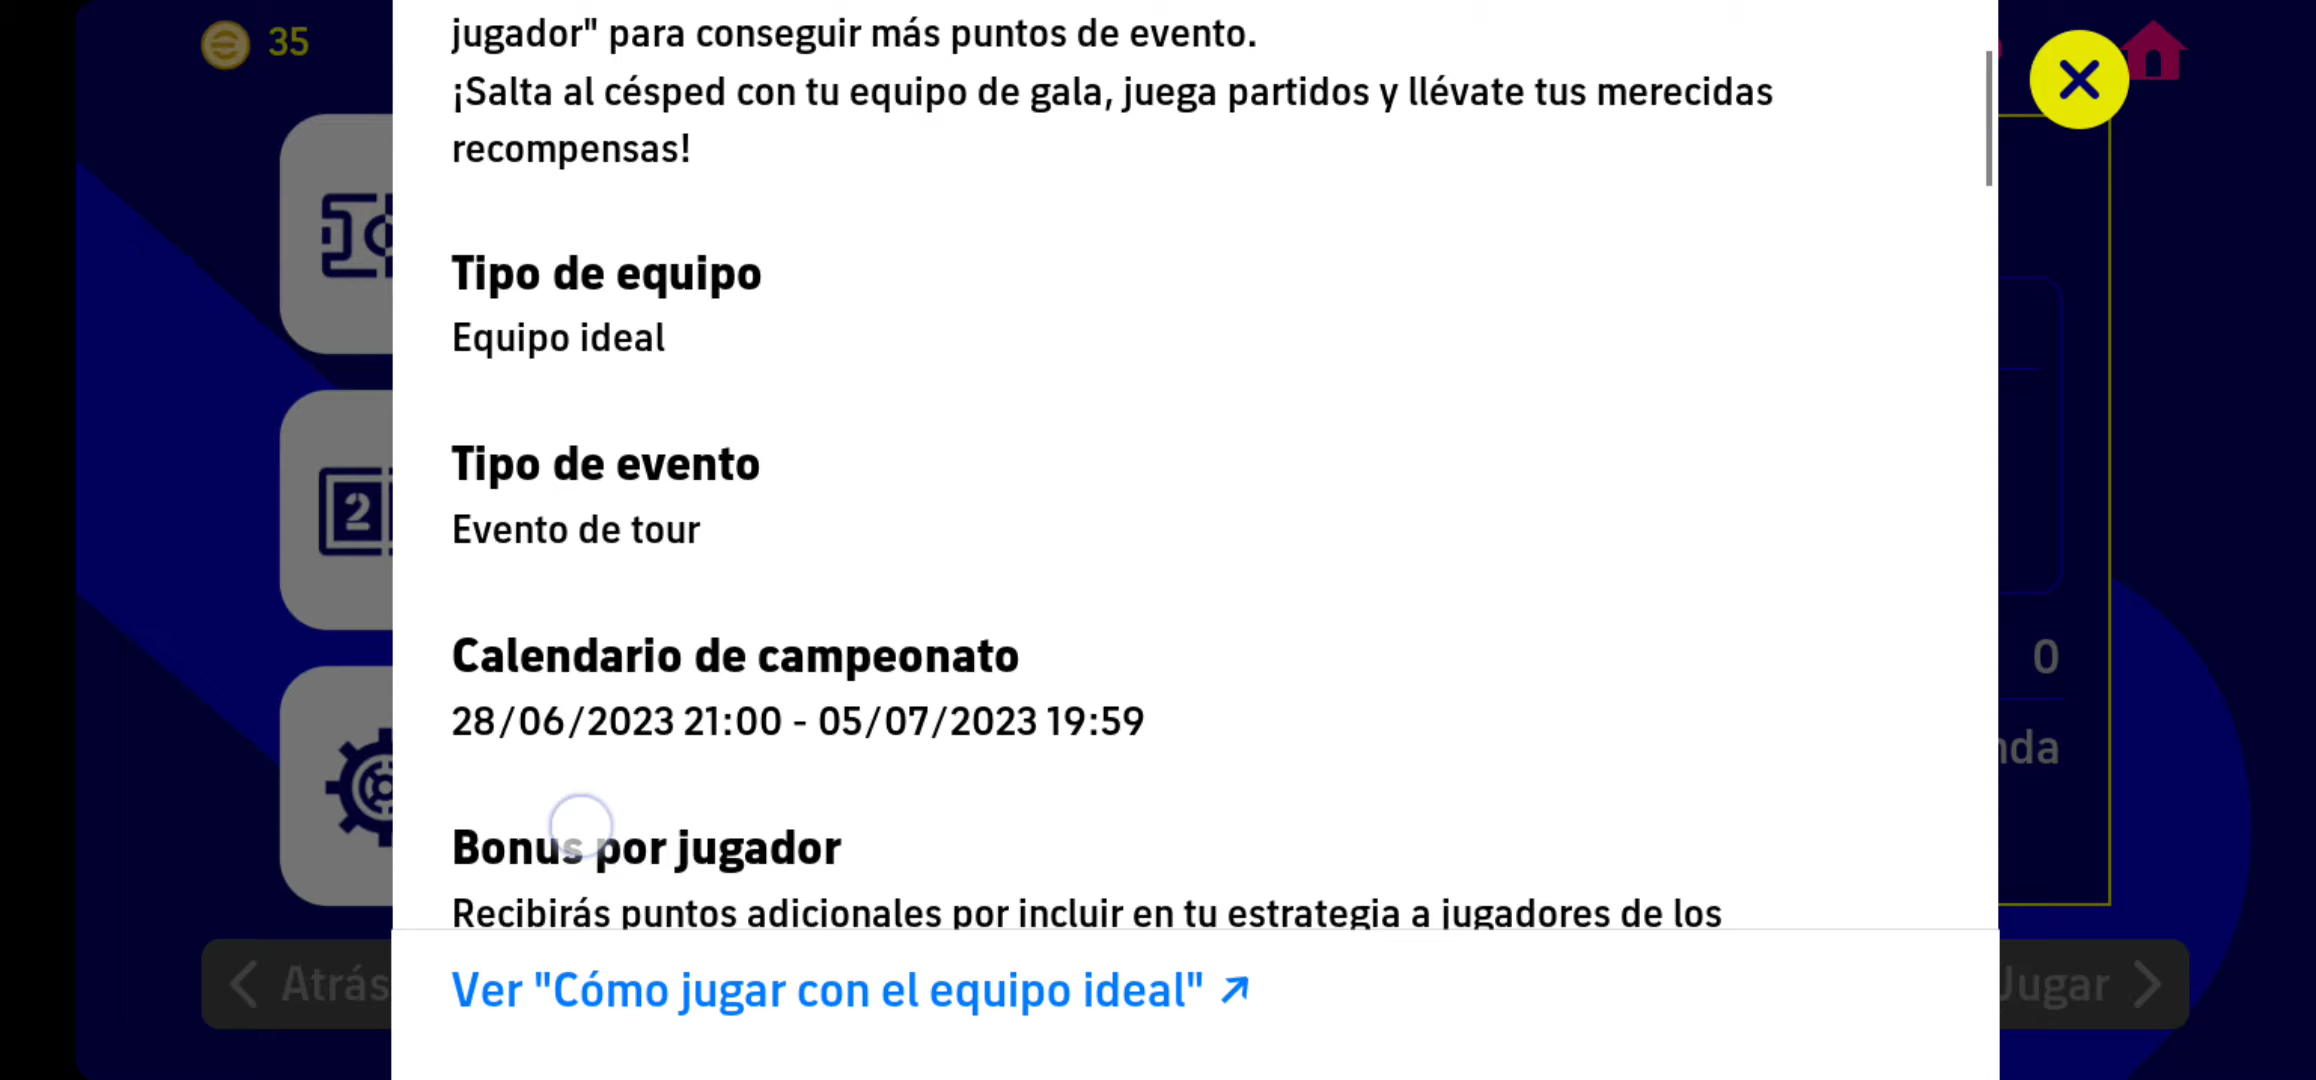 35
jugador" para conseguir más puntos de evento.
¡Salta al césped con tu equipo de gala, juega partidos y llévate tus merecidas
recompensas!
Tipo de equipo
Equipo ideal
Tipo de evento
Evento de tour
2
Calendario de campeonato
28/06/2023 21:00 - 05/07/2023 19:59
0
nda
Bonus por jugador
Recibirás puntos adicionales por incluir en tu estrategia a jugadores de los
Atrás
Ver "Cómo jugar con el equipo ideal"
Jugar